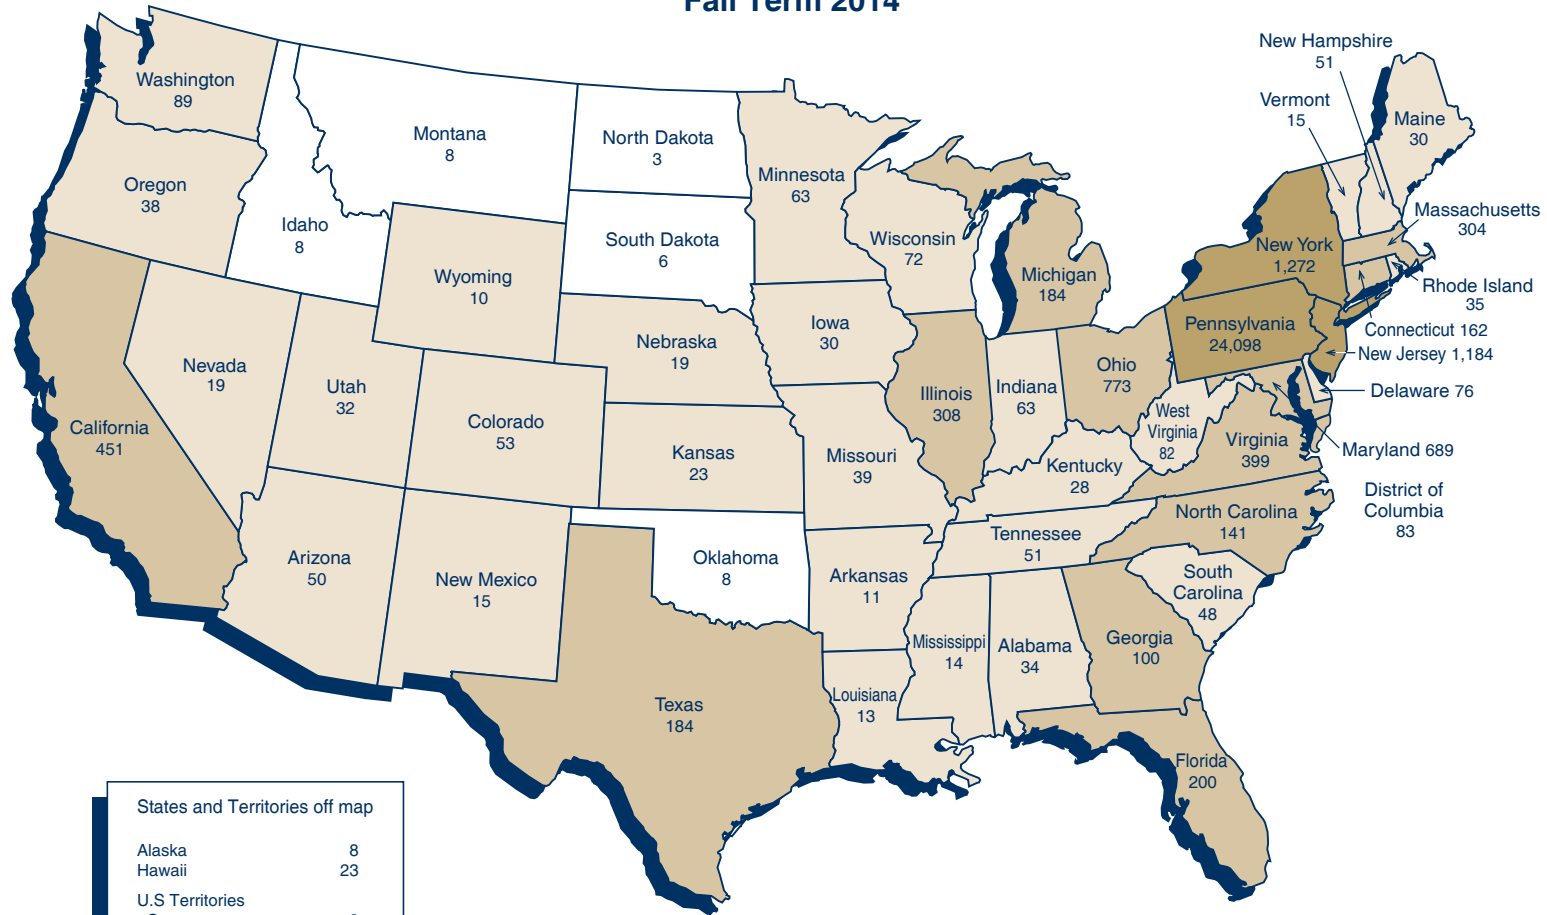 Fall Term 2014
New Hampshire
51
Vermont
15
Maine
30
Washington
89
Montana
8
North Dakota
3
Minnesota
63
Oregon
38
Idaho
8
South Dakota
6
Wisconsin
72
Michigan
184
New York
1,272
Massachusetts
304
Rhode Island
35
Connecticut 162
New Jersey 1,184
Delaware 76
Maryland 689
District of
Columbia
83
Wyoming
10
Nebraska
19
Iowa
30
Pennsylvania
24,098
Nevada
19
Utah
32
Colorado
53
Kansas
23
Missouri
39
Illinois
308
Indiana
63
Ohio
773
West
Virginia
82
Virginia
399
Kentucky
28
California
451
Arizona
50
New Mexico
15
Oklahoma
8
Arkansas
11
Tennessee
51
North Carolina
141
South
Carolina
48
Texas
184
Louisiana
13
Mississippi
14
Alabama
34
Georgia
100
Florida
200
States and Territories off map
Alaska 8
Hawaii 23
U.S Territories